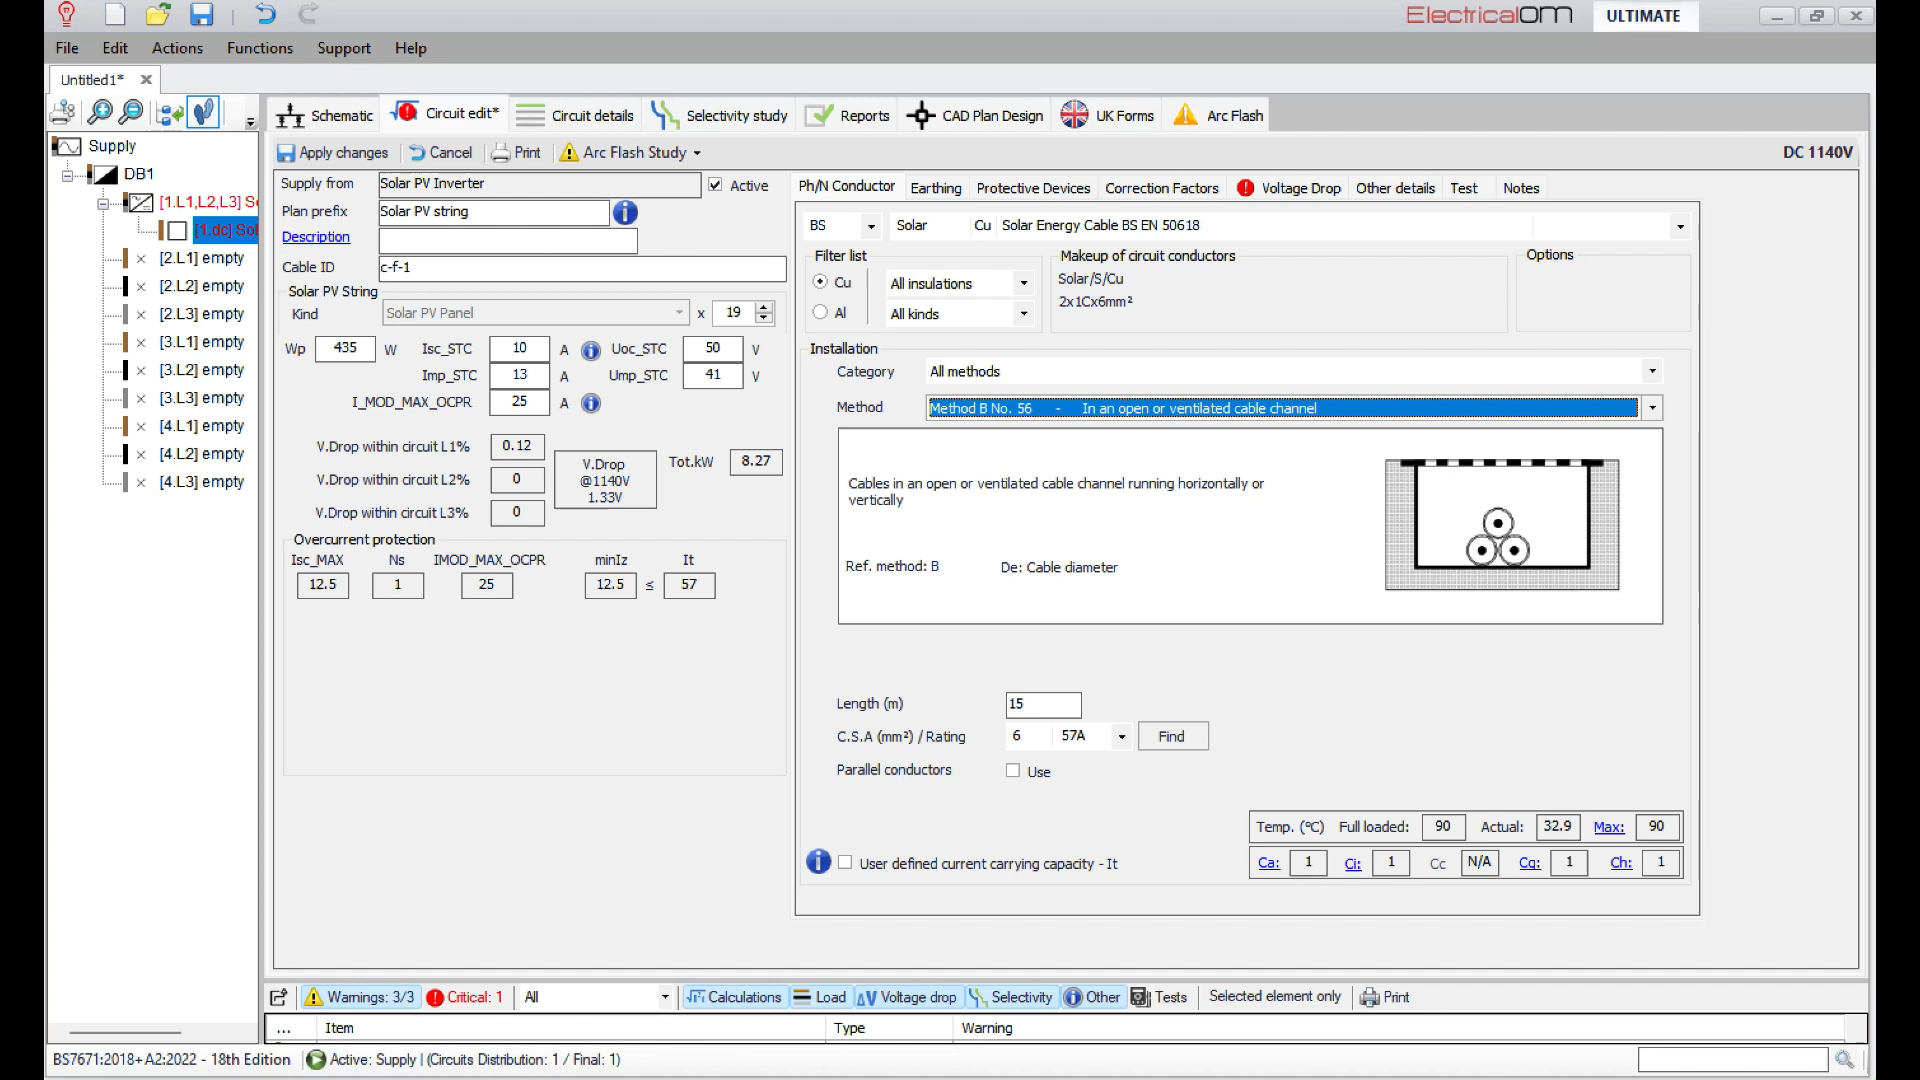 ElectricalOM
ULTIMATE
File Edit Actions Functions Support Help
Untitled1*
Schematic Circuit edit* Circuit details Selectivity study Reports CAD Plan Design UK Forms Arc Flash
Supply
DB1
[1.L1,L2,L3] So
[1.dc] Sol
[2.L1] empty
[2.L2] empty
[2.L3] empty
[3.L1] empty
[3.L2] empty
[3.L3] empty
[4.L1] empty
[4.L2] empty
[4.L3] empty
Apply changes Cancel Print Arc Flash Study DC 1140V
Supply from Solar PV Inverter Active
Plan prefix Solar PV string
Description
Cable ID c-f-1
Solar PV String
Kind Solar PV Panel x 19
Wp 435 W Isc_STC 10 A Uoc_STC 50 V
Imp_STC 13 A Ump_STC 41 V
I_MOD_MAX_OCPR 25 A
V.Drop within circuit L1% 0.12
V.Drop within circuit L2% 0
V.Drop within circuit L3% 0
V.Drop
@1140V
1.33V
Tot.kW 8.27
Overcurrent protection
Isc_MAX Ns IMOD_MAX_OCPR minIz It
12.5 1 25 12.5 ≤ 57
Ph/N Conductor Earthing Protective Devices Correction Factors Voltage Drop Other details Test Notes
BS Solar Cu Solar Energy Cable BS EN 50618
Filter list
Cu All insulations
Al All kinds
Makeup of circuit conductors
Solar/S/Cu
2x1Cx6mm²
Options
Installation
Category All methods
Method Method B No. 56 - In an open or ventilated cable channel
Cables in an open or ventilated cable channel running horizontally or
vertically
Ref. method: B De: Cable diameter
Length (m) 15
C.S.A (mm²) / Rating 6 57A Find
Parallel conductors Use
Temp. (°C) Full loaded: 90 Actual: 32.9 Max: 90
User defined current carrying capacity - It
Ca: 1 Ci: 1 Cc N/A Cg: 1 Ch: 1
Warnings: 3/3 Critical: 1 All Calculations Load Voltage drop Selectivity Other Tests Selected element only Print
... Item Type Warning
BS7671:2018+A2:2022 - 18th Edition Active: Supply | (Circuits Distribution: 1 / Final: 1)